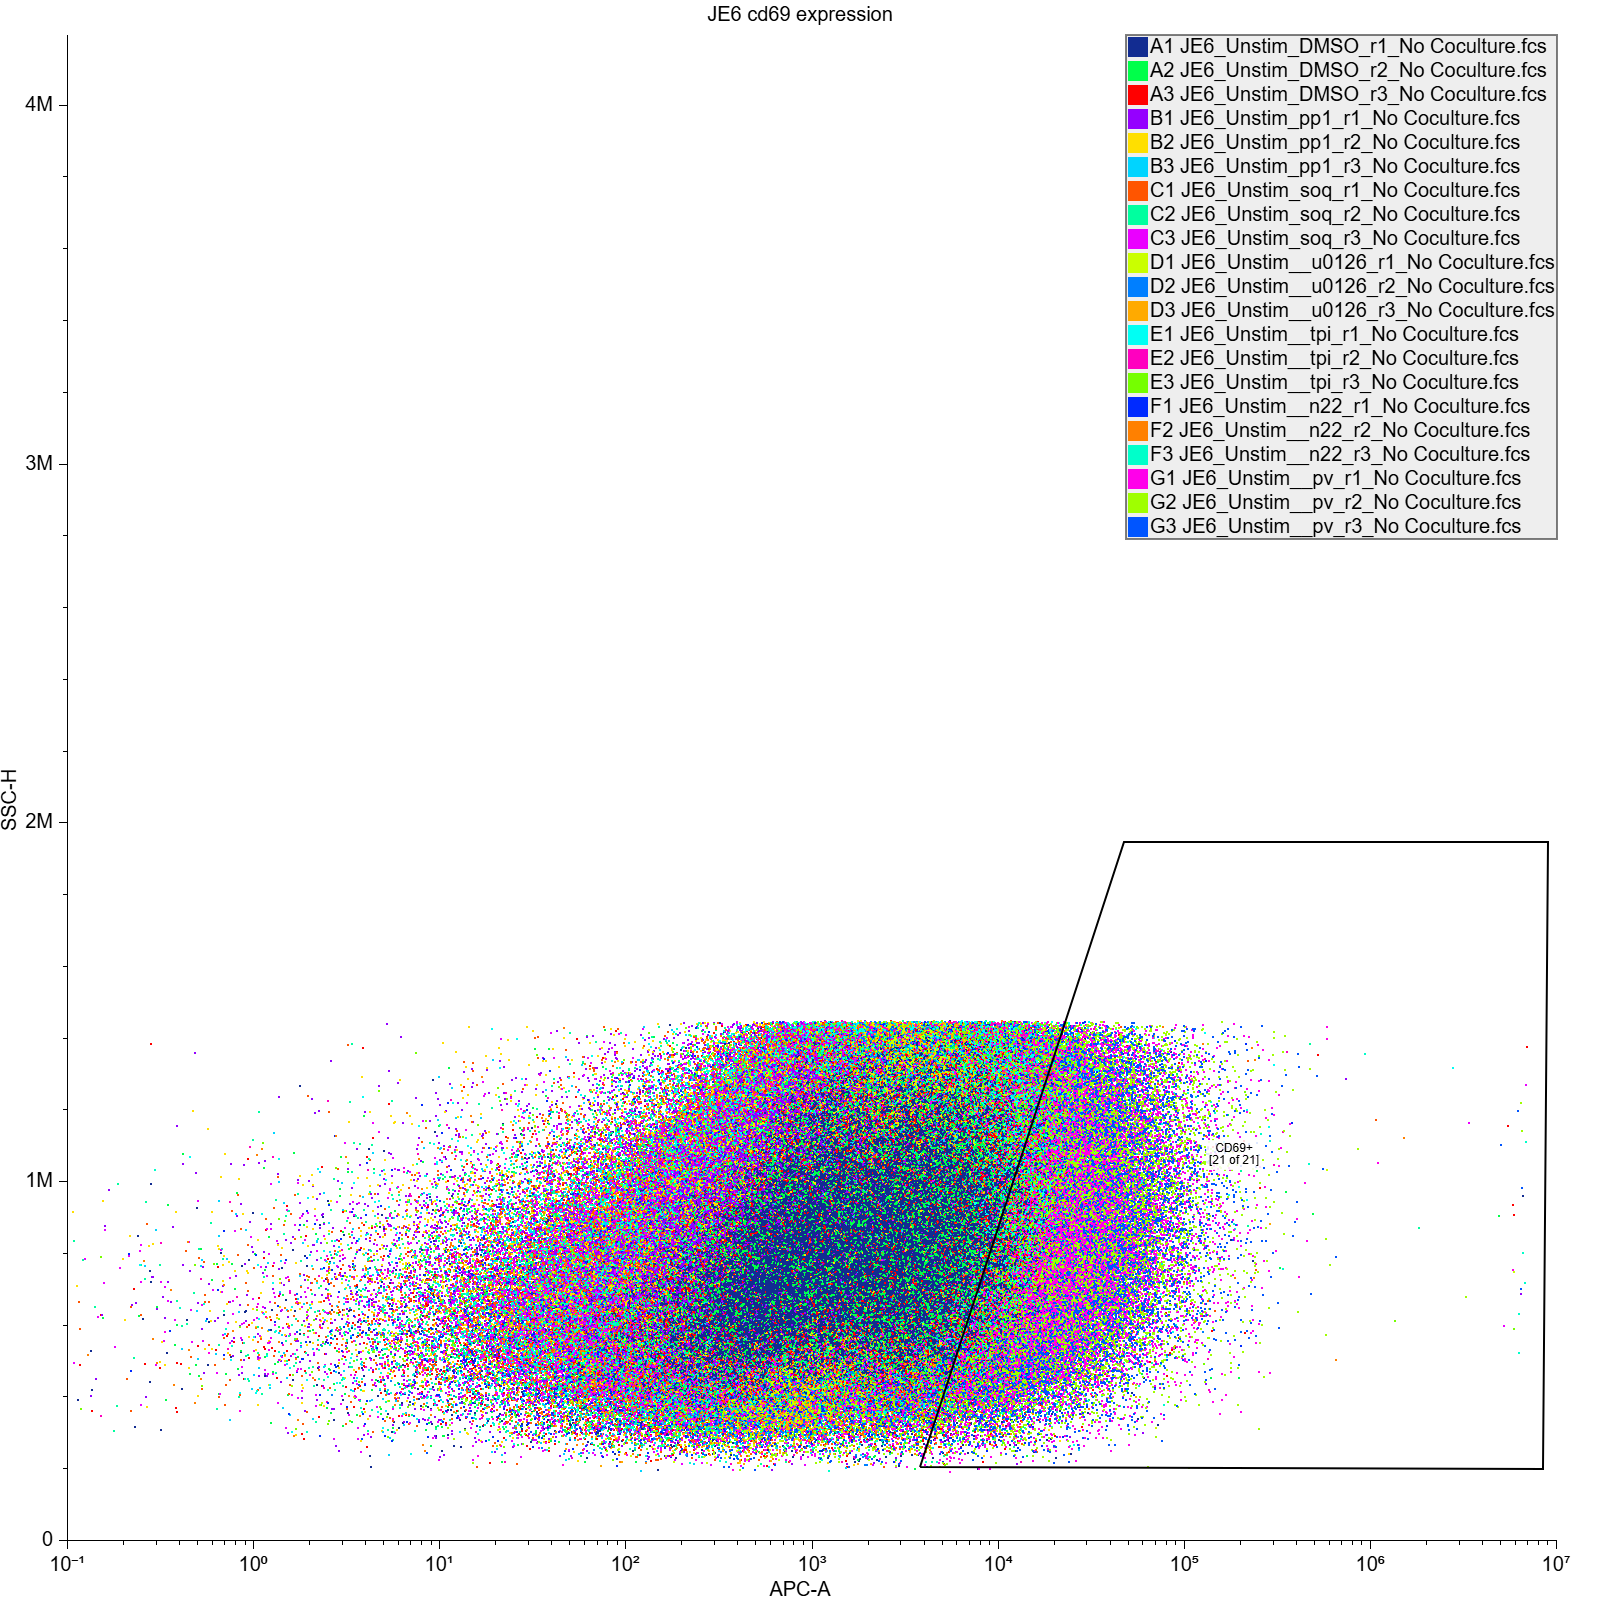 JE6 cd69 expression
A1 JE6_Unstim_DMSO_r1_No Coculture.fcs
A2 JE6_Unstim_DMSO_r2_No Coculture.fcs
A3 JE6_Unstim_DMSO_r3_No Coculture.fcs
B1 JE6_Unstim_pp1_r1_No Coculture.fcs
B2 JE6_Unstim_pp1_r2_No Coculture.fcs
B3 JE6_Unstim_pp1_r3_No Coculture.fcs
C1 JE6_Unstim_soq_r1_No Coculture.fcs
C2 JE6_Unstim_soq_r2_No Coculture.fcs
C3 JE6_Unstim_soq_r3_No Coculture.fcs
D1 JE6_Unstim__u0126_r1_No Coculture.fcs
D2 JE6_Unstim__u0126_r2_No Coculture.fcs
D3 JE6_Unstim__u0126_r3_No Coculture.fcs
E1 JE6_Unstim__tpi_r1_No Coculture.fcs
E2 JE6_Unstim__tpi_r2_No Coculture.fcs
E3 JE6_Unstim__tpi_r3_No Coculture.fcs
F1 JE6_Unstim__n22_r1_No Coculture.fcs
F2 JE6_Unstim__n22_r2_No Coculture.fcs
F3 JE6_Unstim__n22_r3_No Coculture.fcs
G1 JE6_Unstim__pv_r1_No Coculture.fcs
G2 JE6_Unstim__pv_r2_No Coculture.fcs
G3 JE6_Unstim__pv_r3_No Coculture.fcs
4M
3M
2M
1M
0
SSC-H
CD69+
[21 of 21]
10⁻¹ 10⁰ 10¹ 10² 10³ 10⁴ 10⁵ 10⁶ 10⁷
APC-A